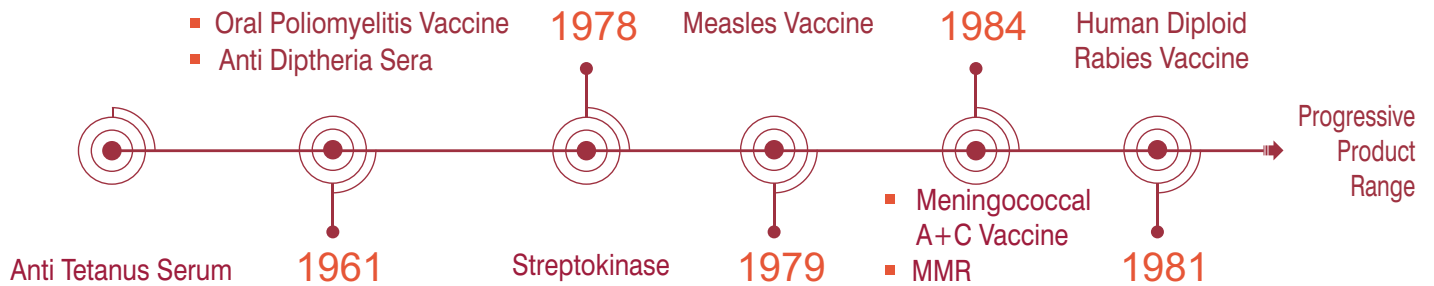 Oral Poliomyelitis Vaccine
Anti Diptheria Sera
1978
Measles Vaccine
1984
Human Diploid
Rabies Vaccine
Progressive
Product
Range
Anti Tetanus Serum
1961
Streptokinase
1979
Meningococcal
A+C Vaccine
MMR
1981